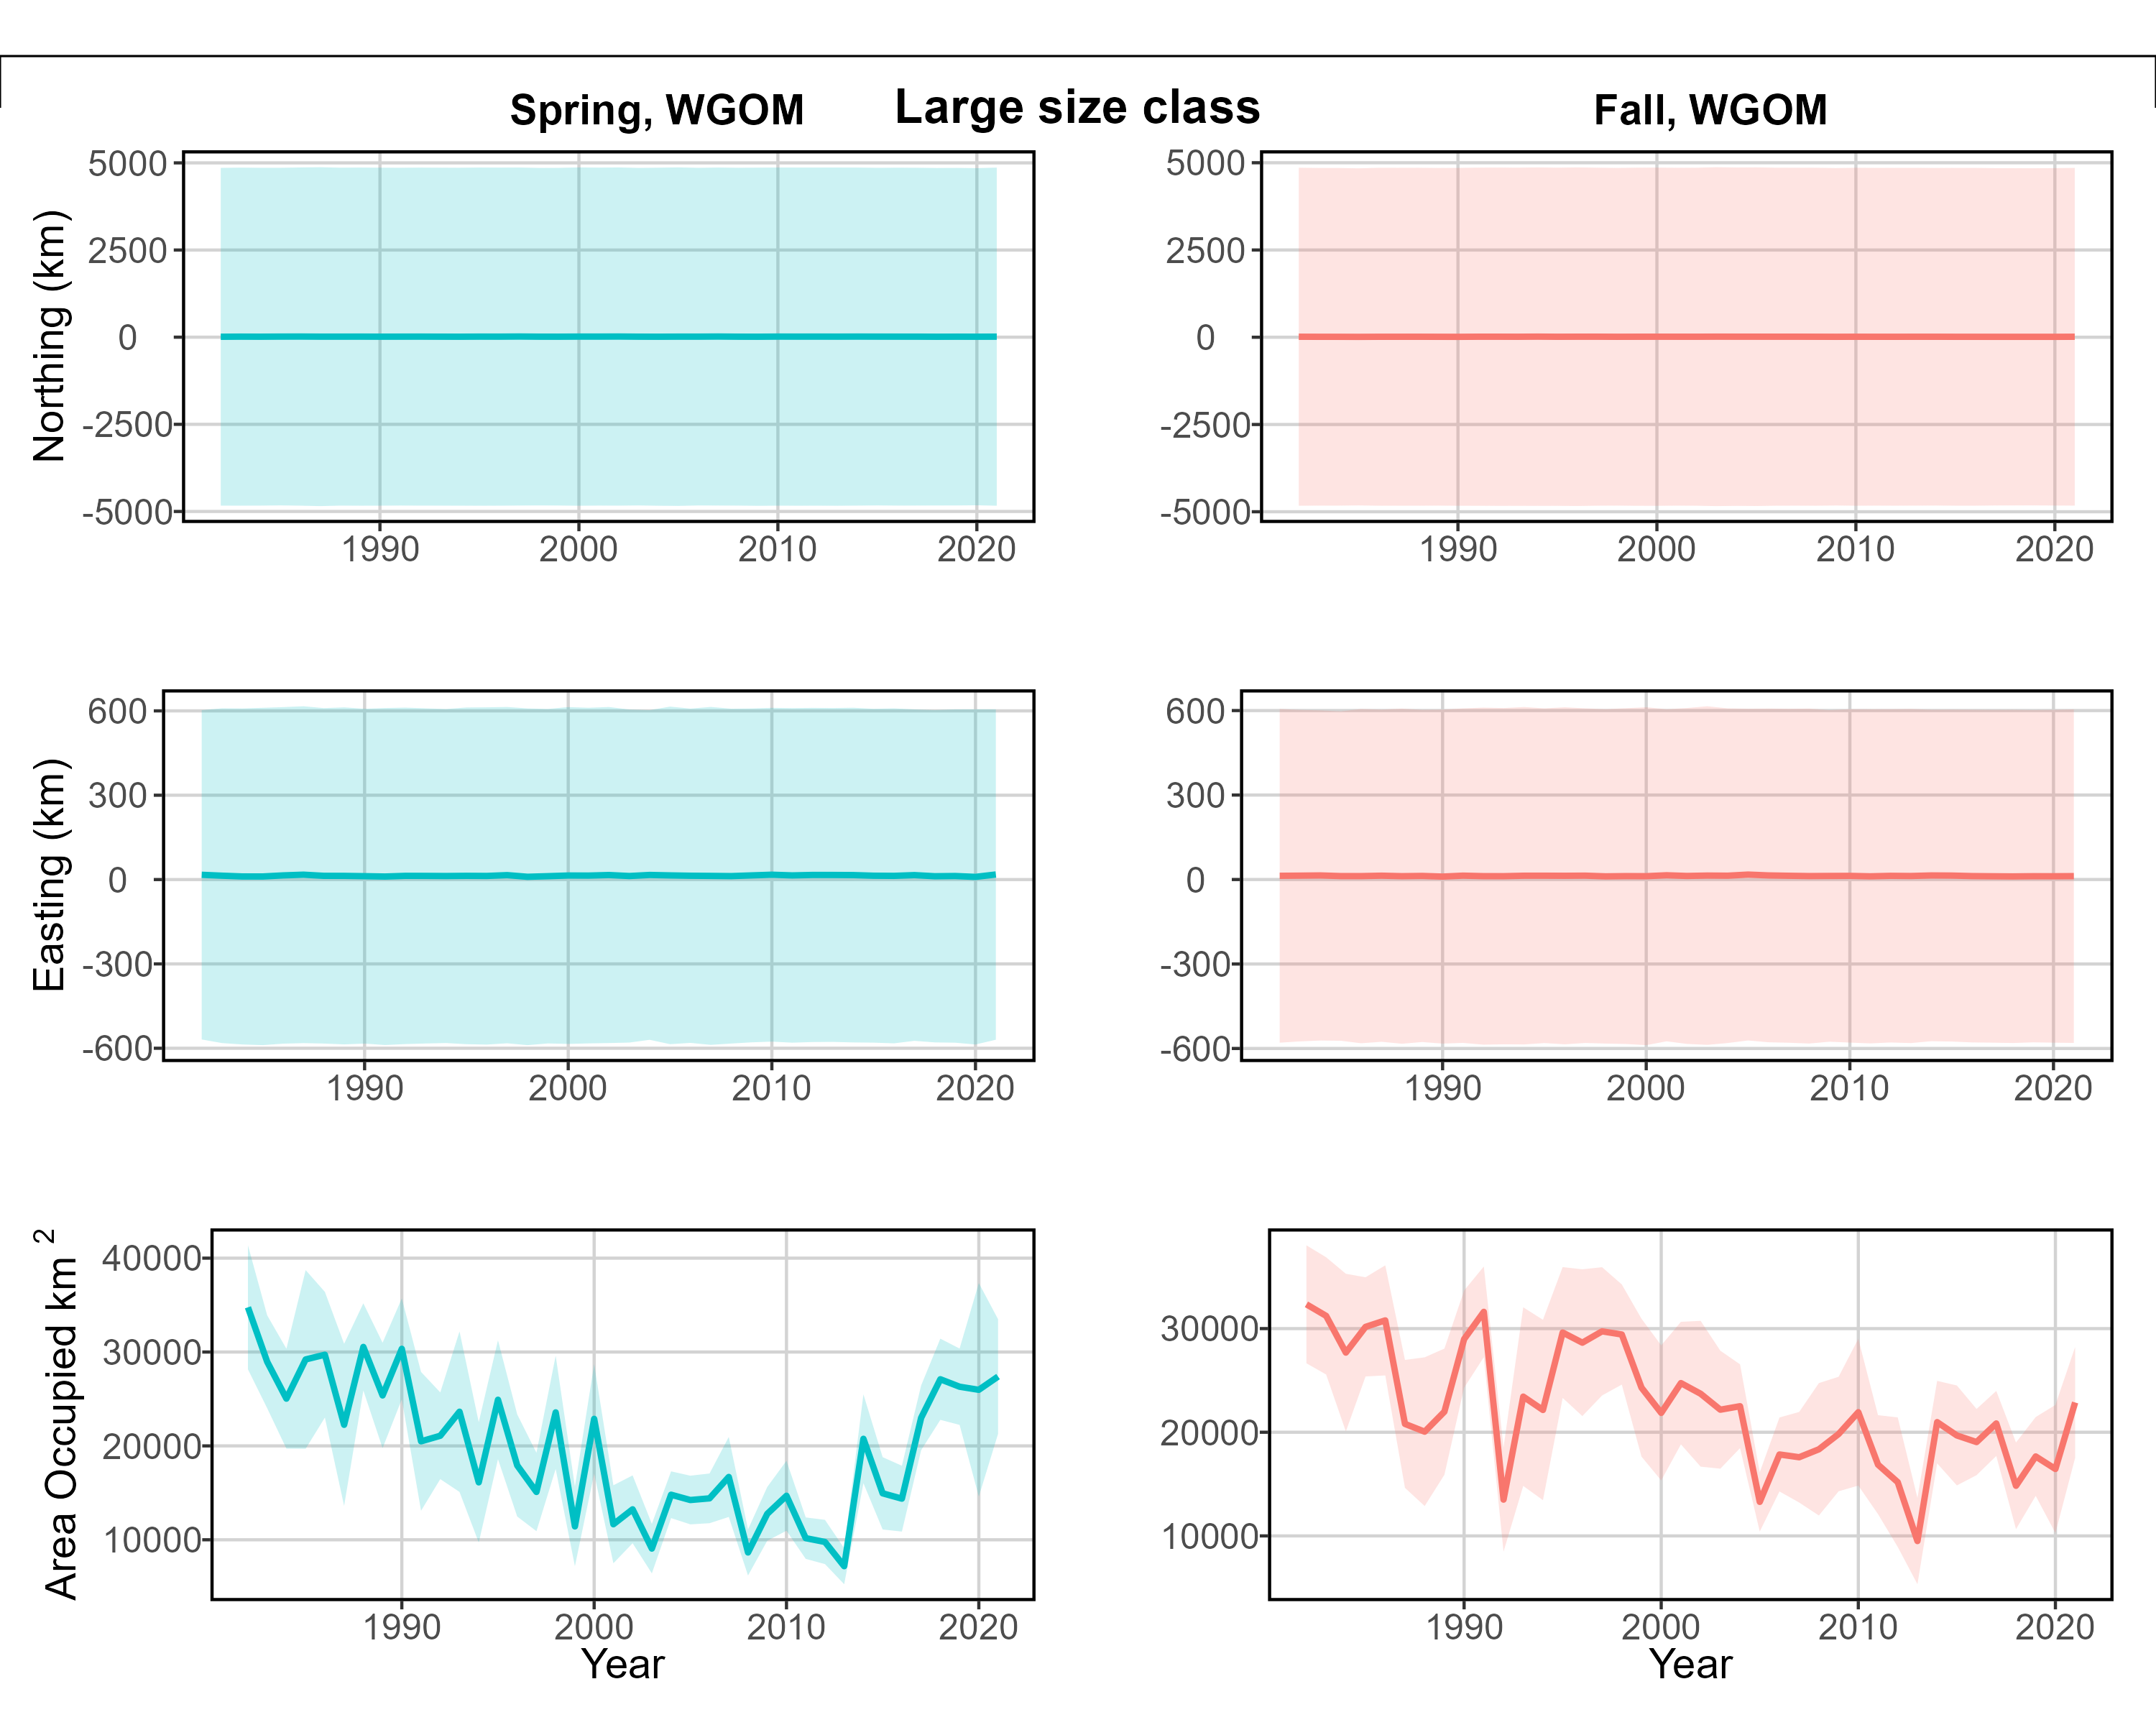 Spring, WGOM
Large size class
Fall, WGOM
Northing (km)
5000
2500
0
-2500
-5000
1990 2000 2010 2020
5000
2500
0
-2500
-5000
1990 2000 2010 2020
Easting (km)
600
300
0
-300
-600
1990 2000 2010 2020
600
300
0
-300
-600
1990 2000 2010 2020
Area Occupied km 2
40000
30000
20000
10000
1990 2000 2010 2020
Year
30000
20000
10000
1990 2000 2010 2020
Year